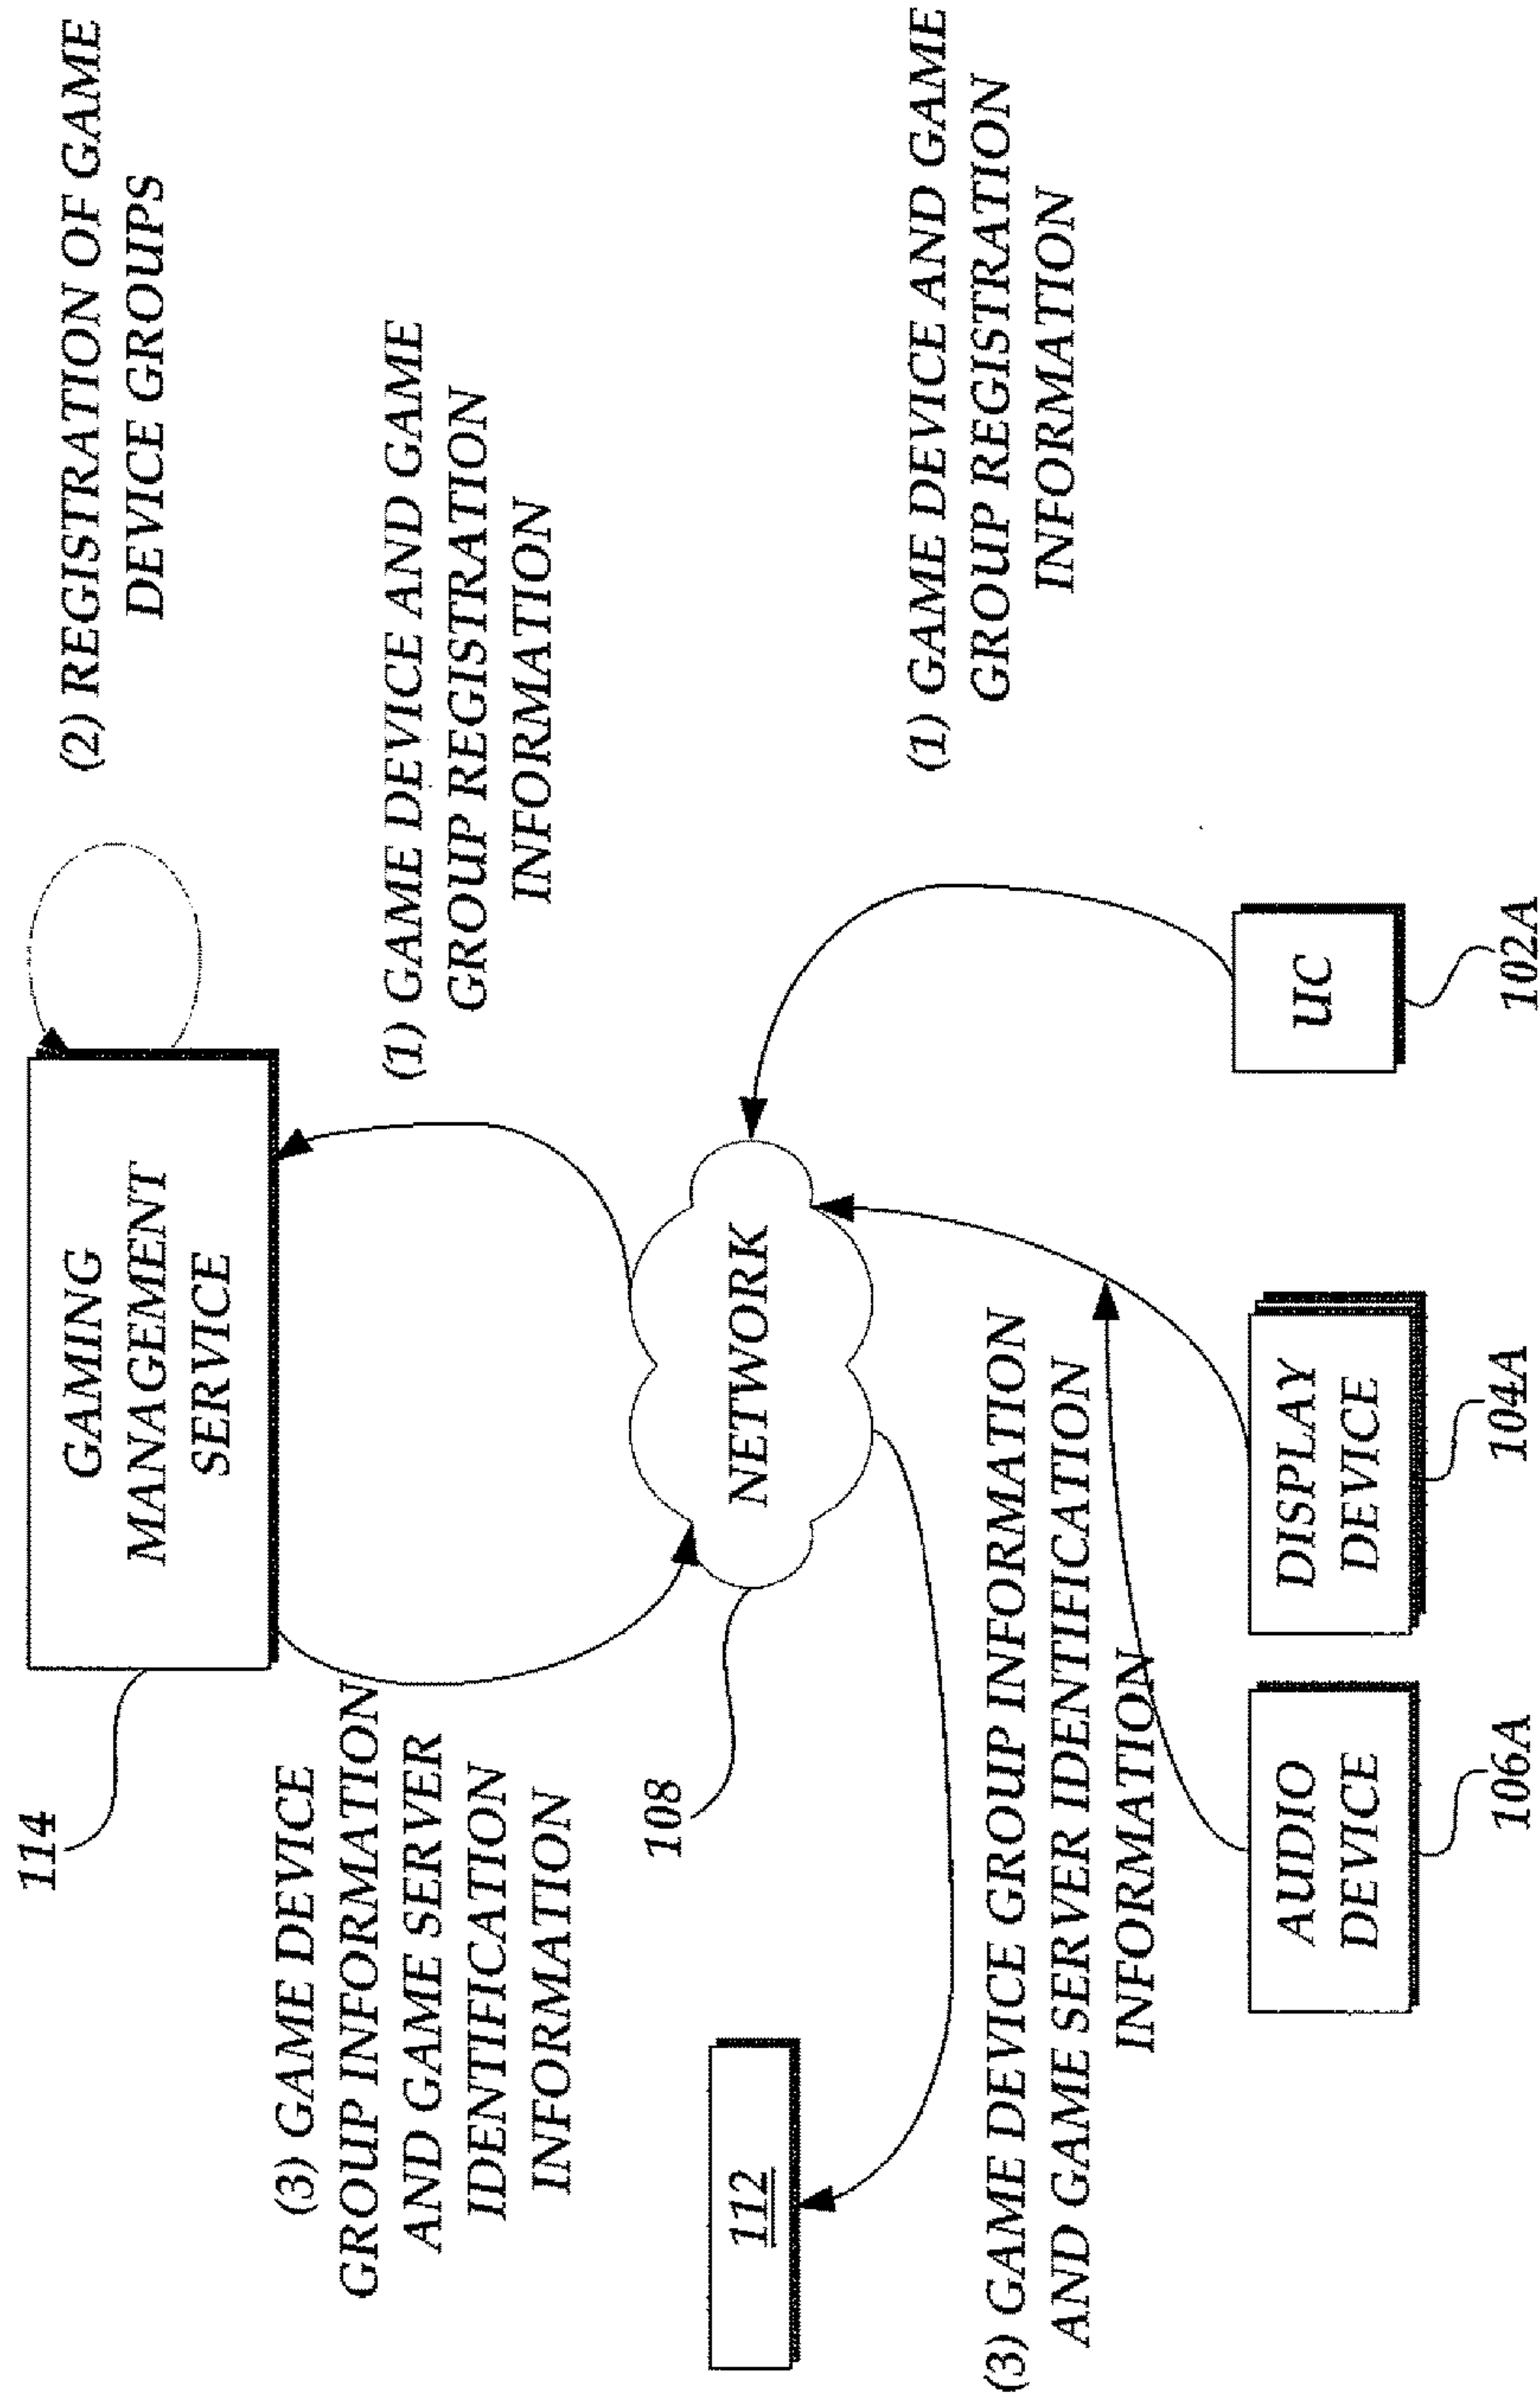 114
GAMING
MANAGEMENT
SERVICE
(2) REGISTRATION OF GAME
DEVICE GROUPS
(3) GAME DEVICE
GROUP INFORMATION
AND GAME SERVER
IDENTIFICATION
INFORMATION
(1) GAME DEVICE AND GAME
GROUP REGISTRATION
INFORMATION
108
NETWORK
112
(3) GAME DEVICE GROUP INFORMATION
AND GAME SERVER IDENTIFICATION
INFORMATION
(1) GAME DEVICE AND GAME
GROUP REGISTRATION
INFORMATION
AUDIO
DEVICE
106A
DISPLAY
DEVICE
104A
UC
102A